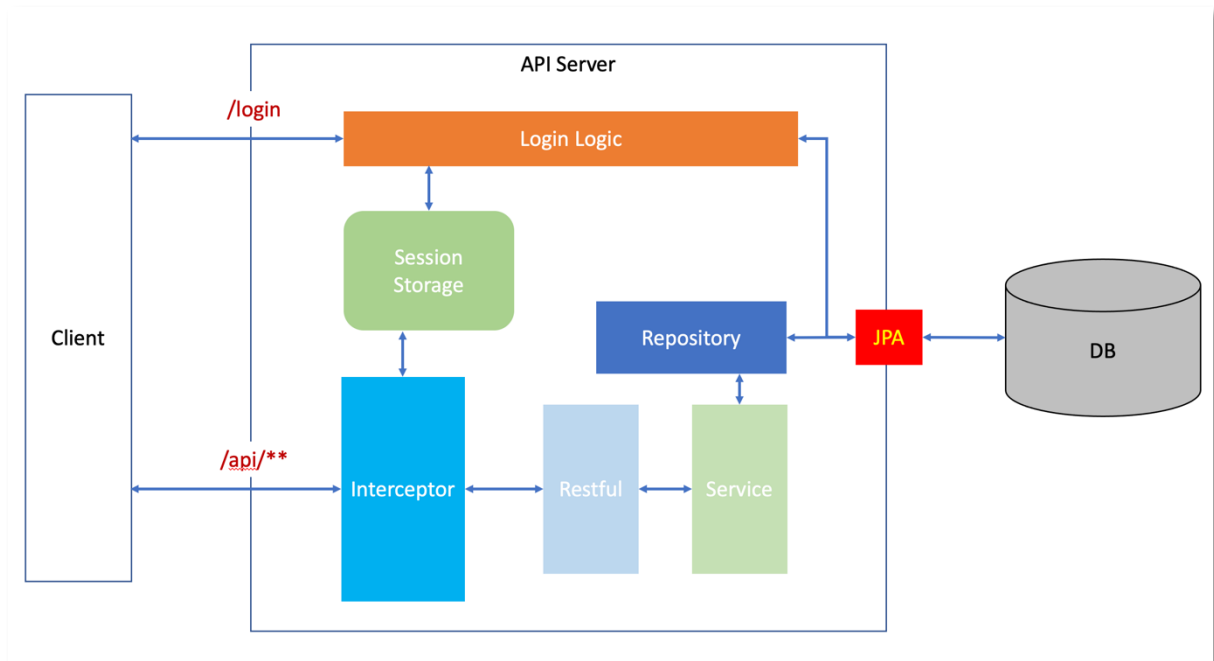 API Server
/login
Login Logic
Session
Storage
Client
Repository
JPA
DB
/api/**
Interceptor
Restful
Service